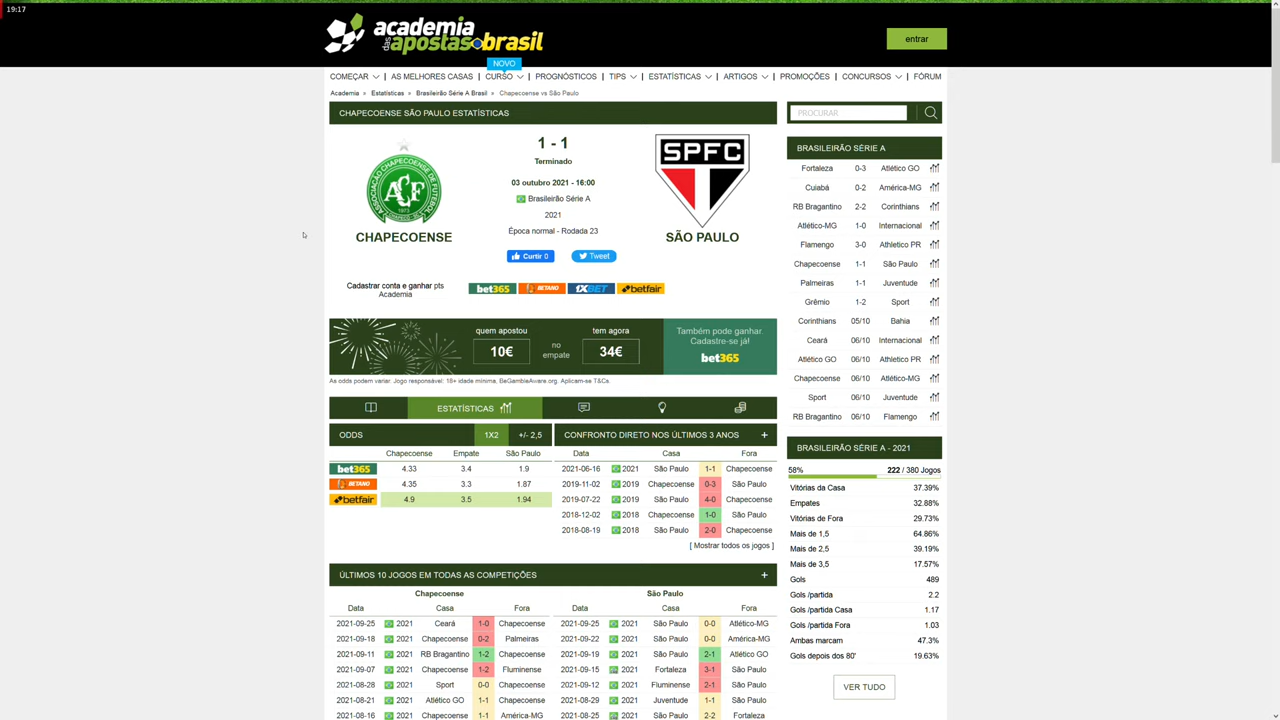 19:17
academia
das apostas brasil
entrar
NOVO
COMEÇAR | AS MELHORES CASAS | CURSO | PROGNÓSTICOS | TIPS | ESTATÍSTICAS | ARTIGOS | PROMOÇÕES | CONCURSOS | FÓRUM
Academia » Estatísticas » Brasileirão Série A Brasil » Chapecoense vs São Paulo
CHAPECOENSE SÃO PAULO ESTATÍSTICAS
ASSOCIAÇÃO CHAPECOENSE DE FUTEBOL
ACF
1973
CHAPECOENSE
1 - 1
Terminado
03 outubro 2021 - 16:00
Brasileirão Série A
2021
Época normal - Rodada 23
Curtir 0
Tweet
SPFC
SÃO PAULO
Cadastrar conta e ganhar pts
Academia
bet365 BETANO 1XBET betfair
quem apostou
10€
no
empate
tem agora
34€
Também pode ganhar
Cadastre-se já!
bet365
As odds podem variar. Jogo responsável: 18+ idade mínima, BeGambleAware.org. Aplicam-se T&Cs.
ESTATÍSTICAS
ODDS 1X2 +/- 2,5
Chapecoense Empate São Paulo
bet365 4.33 3.4 1.9
BETANO 4.35 3.3 1.87
betfair 4.9 3.5 1.94
CONFRONTO DIRETO NOS ÚLTIMOS 3 ANOS +
Data Casa Fora
2021-06-16 2021 São Paulo 1-1 Chapecoense
2019-11-02 2019 Chapecoense 0-3 São Paulo
2019-07-22 2019 São Paulo 4-0 Chapecoense
2018-12-02 2018 Chapecoense 1-0 São Paulo
2018-08-19 2018 São Paulo 2-0 Chapecoense
[ Mostrar todos os jogos ]
ÚLTIMOS 10 JOGOS EM TODAS AS COMPETIÇÕES +
Chapecoense
Data Casa Fora
2021-09-25 2021 Ceará 1-0 Chapecoense
2021-09-18 2021 Chapecoense 0-2 Palmeiras
2021-09-11 2021 RB Bragantino 1-2 Chapecoense
2021-09-07 2021 Chapecoense 1-2 Fluminense
2021-08-28 2021 Sport 0-0 Chapecoense
2021-08-21 2021 Atlético GO 1-1 Chapecoense
2021-08-16 2021 Chapecoense 1-1 América-MG
São Paulo
Data Casa Fora
2021-09-25 2021 São Paulo 0-0 Atlético-MG
2021-09-22 2021 São Paulo 0-0 América-MG
2021-09-19 2021 São Paulo 2-1 Atlético GO
2021-09-15 2021 Fortaleza 3-1 São Paulo
2021-09-12 2021 Fluminense 2-1 São Paulo
2021-08-29 2021 Juventude 1-1 São Paulo
2021-08-25 2021 São Paulo 2-2 Fortaleza
PROCURAR
BRASILEIRÃO SÉRIE A
Fortaleza 0-3 Atlético GO
Cuiabá 0-2 América-MG
RB Bragantino 2-2 Corinthians
Atlético-MG 1-0 Internacional
Flamengo 3-0 Athletico PR
Chapecoense 1-1 São Paulo
Palmeiras 1-1 Juventude
Grêmio 1-2 Sport
Corinthians 05/10 Bahia
Ceará 06/10 Internacional
Atlético GO 06/10 Athletico PR
Chapecoense 06/10 Atlético-MG
Sport 06/10 Juventude
RB Bragantino 06/10 Flamengo
BRASILEIRÃO SÉRIE A - 2021
58% 222 / 380 Jogos
Vitórias da Casa 37.39%
Empates 32.88%
Vitórias de Fora 29.73%
Mais de 1,5 64.86%
Mais de 2,5 39.19%
Mais de 3,5 17.57%
Gols 489
Gols /partida 2.2
Gols /partida Casa 1.17
Gols /partida Fora 1.03
Ambas marcam 47.3%
Gols depois dos 80' 19.63%
VER TUDO